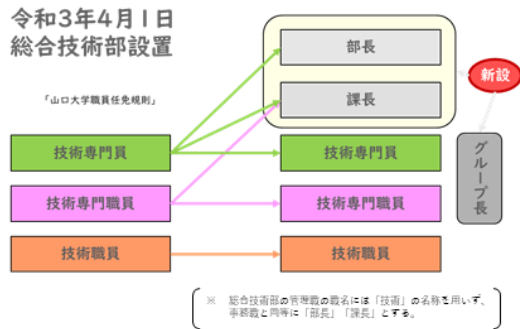 令和3年4月1日
総合技術部設置
「山口大学職員任免規則」
部長
課長
新設
技術専門員
技術専門員
グループ長
技術専門職員
技術専門職員
技術職員
技術職員
※ 総合技術部の管理職の職名には「技術」の名称を用いず、
事務職と同等に「部長」「課長」とする。